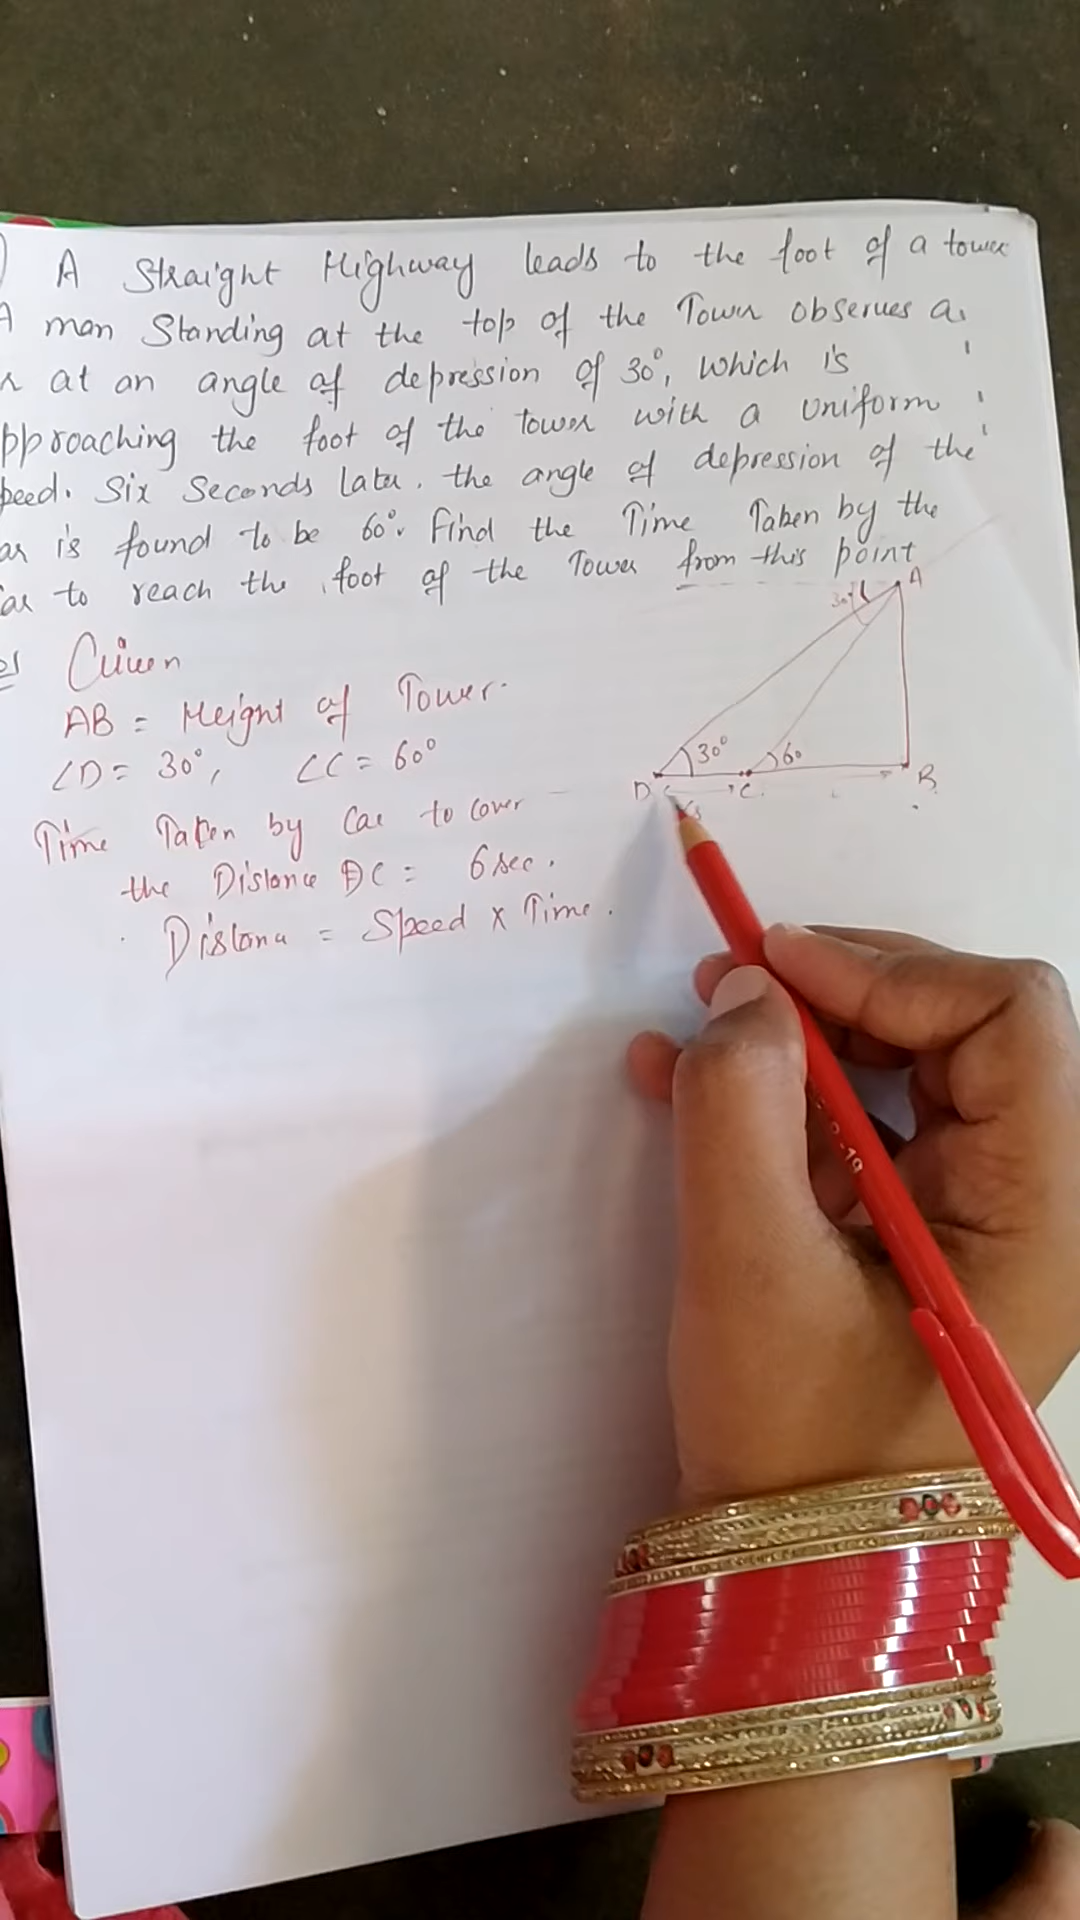 A Straight Highway leads to the foot of a tower
A man Standing at the top of the Tower observes a
at an angle of depression of 30°, which is
pproaching the foot of the tower with a uniform
peed. Six Seconds later. the angle of depression of the
ar is found to be 60°. Find the Time Taken by the
ar to reach the foot of the Tower from this point
Given
AB = Height of Tower.
∠D = 30°, ∠C = 60°
Time Taken by Car to cover
the Distance DC = 6 sec.
Distance = Speed × Time.
A
30°
30° 60
D C B